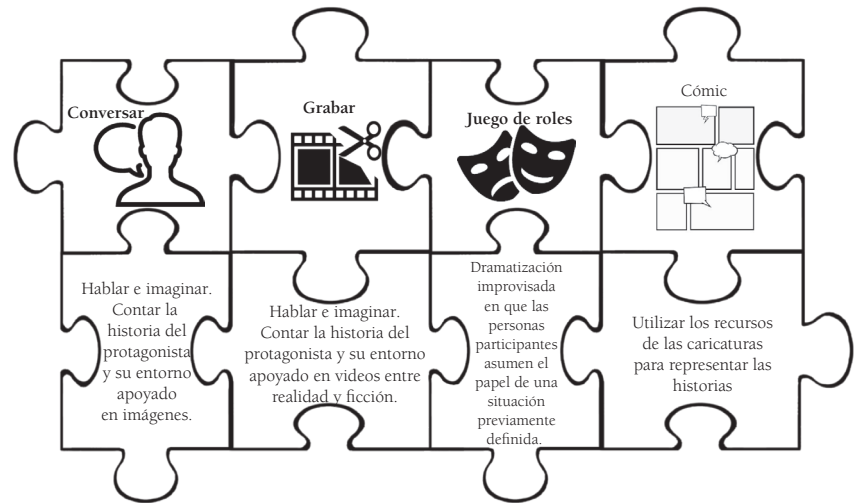 Conversar
Grabar
Juego de roles
Cómic
Hablar e imaginar.
Contar la
historia del
protagonista
y su entorno
apoyado
en imágenes.
Hablar e imaginar.
Contar la historia del
protagonista y su entorno
apoyado en videos entre
realidad y ficción.
Dramatización
improvisada
en que las
personas
participantes
asumen el
papel de una
situación
previamente
definida.
Utilizar los recursos
de las caricaturas
para representar las
historias